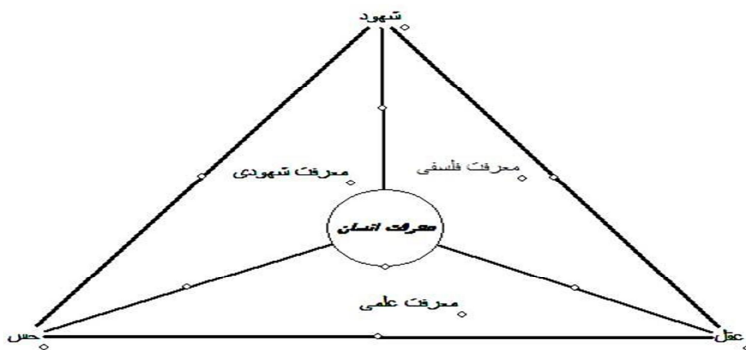 شهود
معرفت فلسفی
معرفت شهودی
معرفت انسان
معرفت علمی
عقل
حس